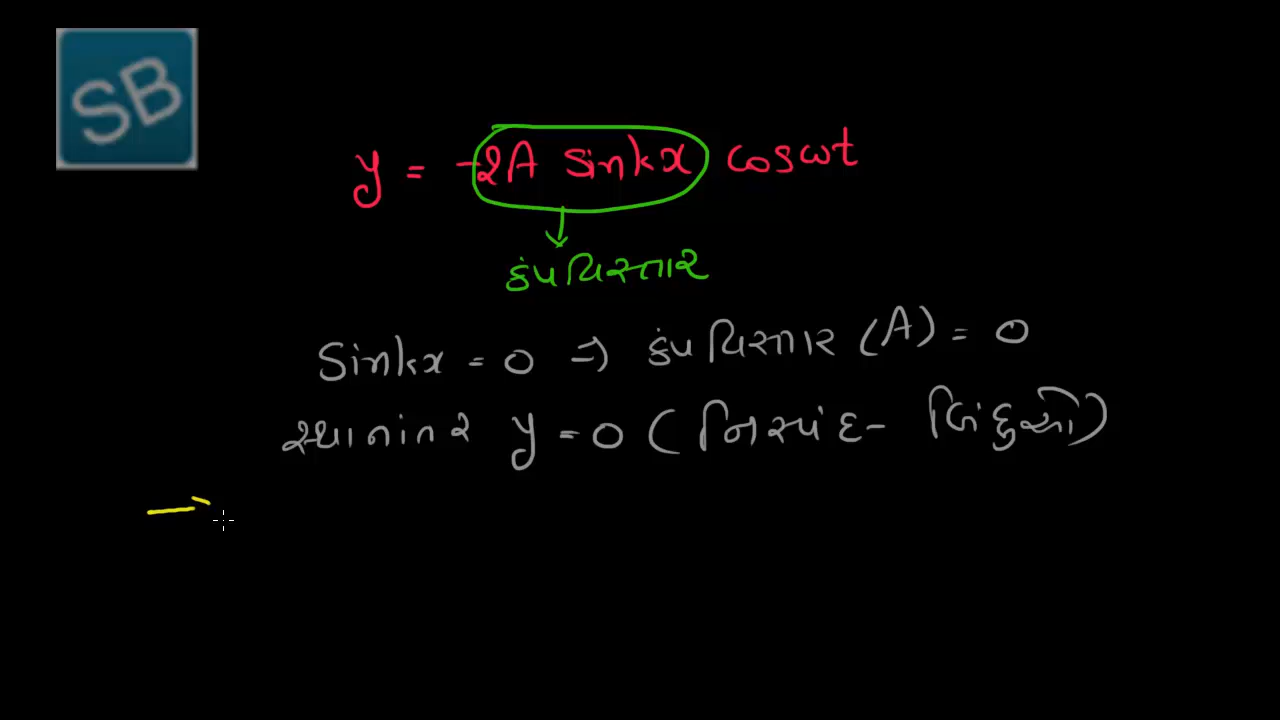 SB
y = -2A sinkx coswt
કંપવિસ્તાર
Sinkx = 0 => કંપવિસ્તાર (A) = 0
સ્થાનાંતર y = 0 (નિસ્પંદ- બિંદુઓ)